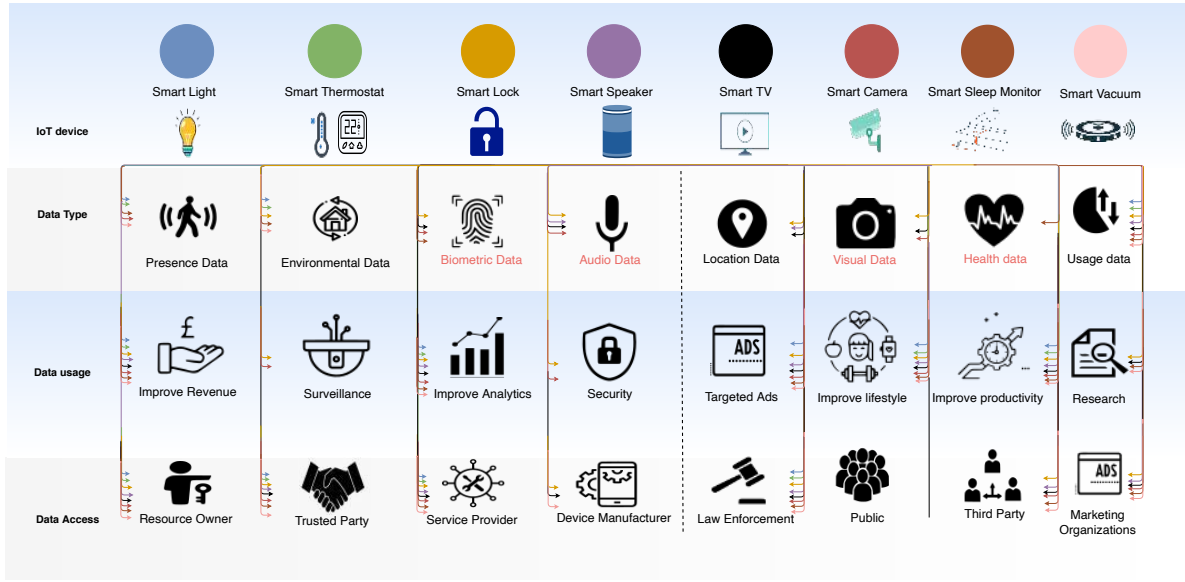 Smart Light
Smart Thermostat
Smart Lock
Smart Speaker
Smart TV
Smart Camera
Smart Sleep Monitor
Smart Vacuum
IoT device
22
Data Type
Presence Data
Environmental Data
Biometric Data
Audio Data
Location Data
Visual Data
Health data
Usage data
£
ADS
Data usage
Improve Revenue
Surveillance
Improve Analytics
Security
Targeted Ads
Improve lifestyle
Improve productivity
Research
ADS
Data Access
Resource Owner
Trusted Party
Service Provider
Device Manufacturer
Law Enforcement
Public
Third Party
Marketing
Organizations